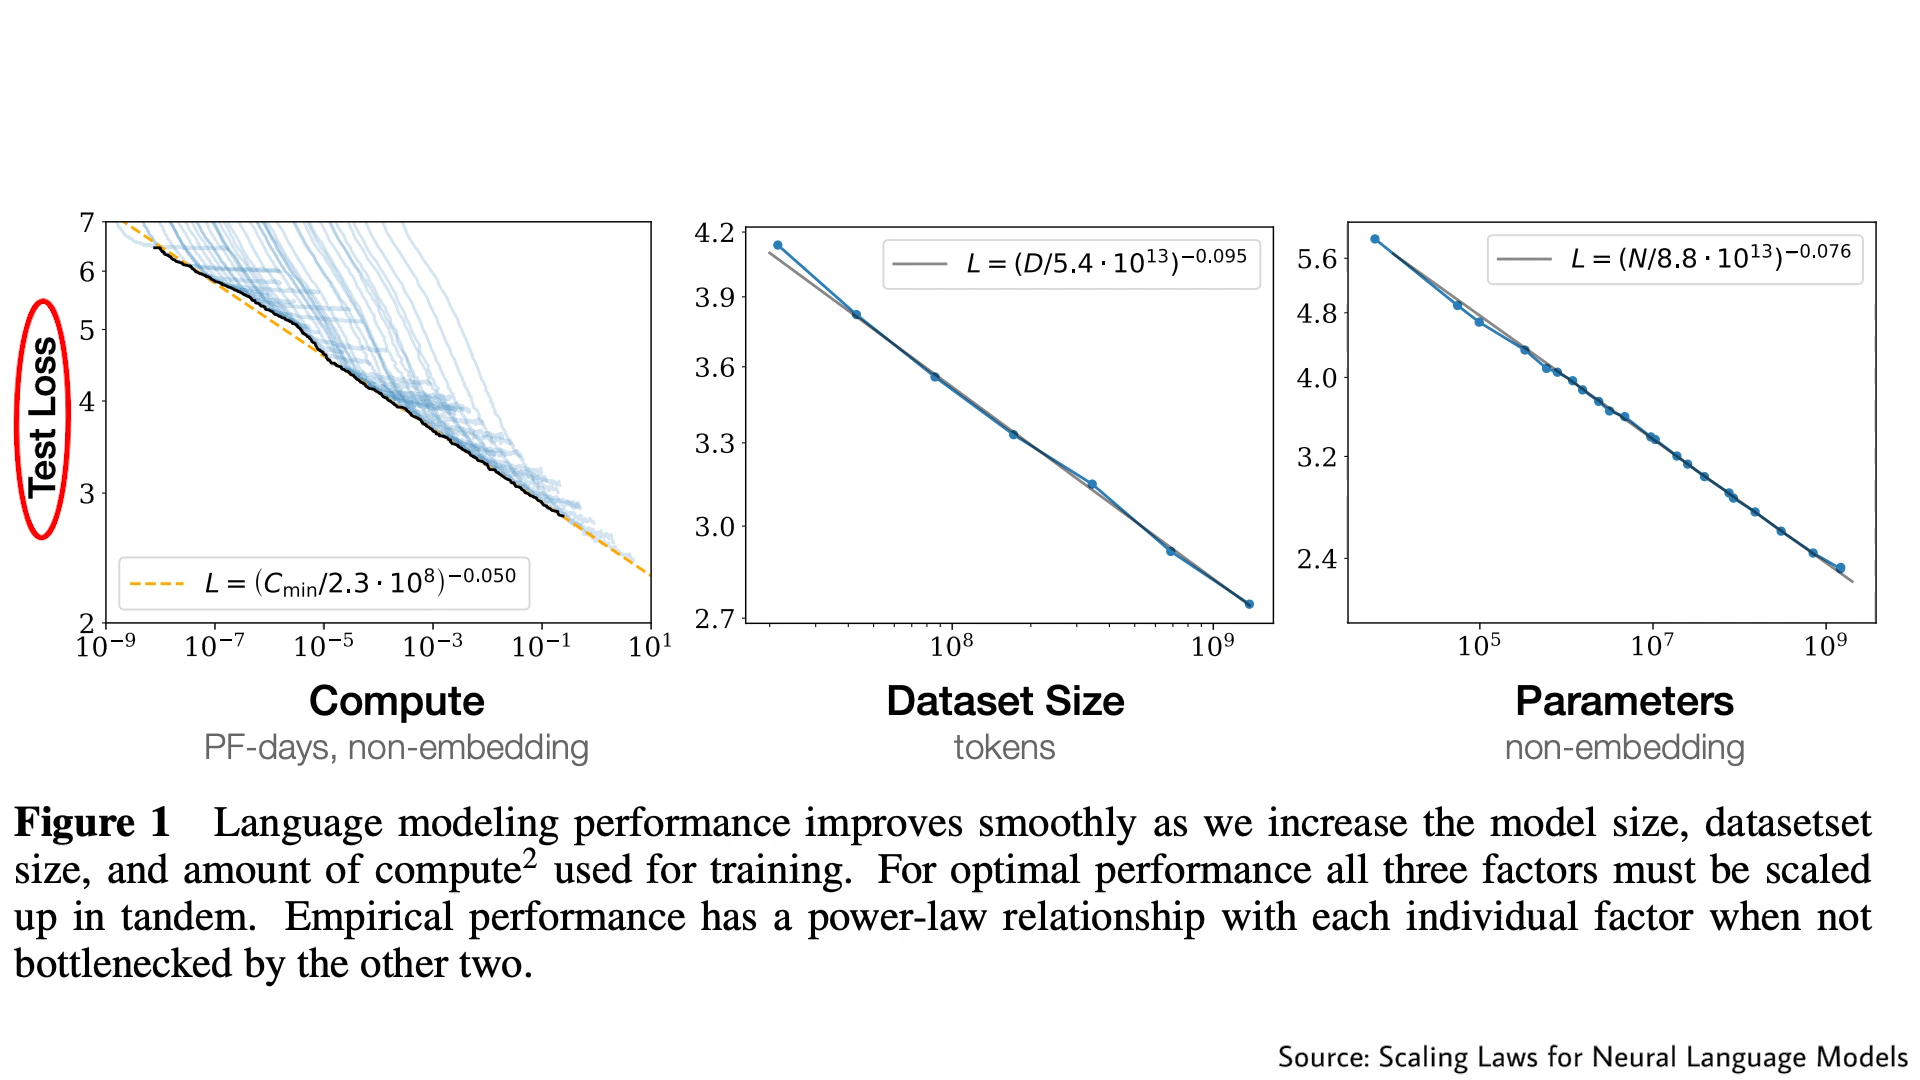 Test Loss
7
6
5
4
3
2
10⁻⁹ 10⁻⁷ 10⁻⁵ 10⁻³ 10⁻¹ 10¹
L = (C_min/2.3 · 10⁸)^−0.050
Compute
PF-days, non-embedding
4.2
3.9
3.6
3.3
3.0
2.7
10⁸ 10⁹
L = (D/5.4 · 10¹³)^−0.095
Dataset Size
tokens
5.6
4.8
4.0
3.2
2.4
10⁵ 10⁷ 10⁹
L = (N/8.8 · 10¹³)^−0.076
Parameters
non-embedding
Figure 1 Language modeling performance improves smoothly as we increase the model size, datasetset
size, and amount of compute² used for training. For optimal performance all three factors must be scaled
up in tandem. Empirical performance has a power-law relationship with each individual factor when not
bottlenecked by the other two.
Source: Scaling Laws for Neural Language Models